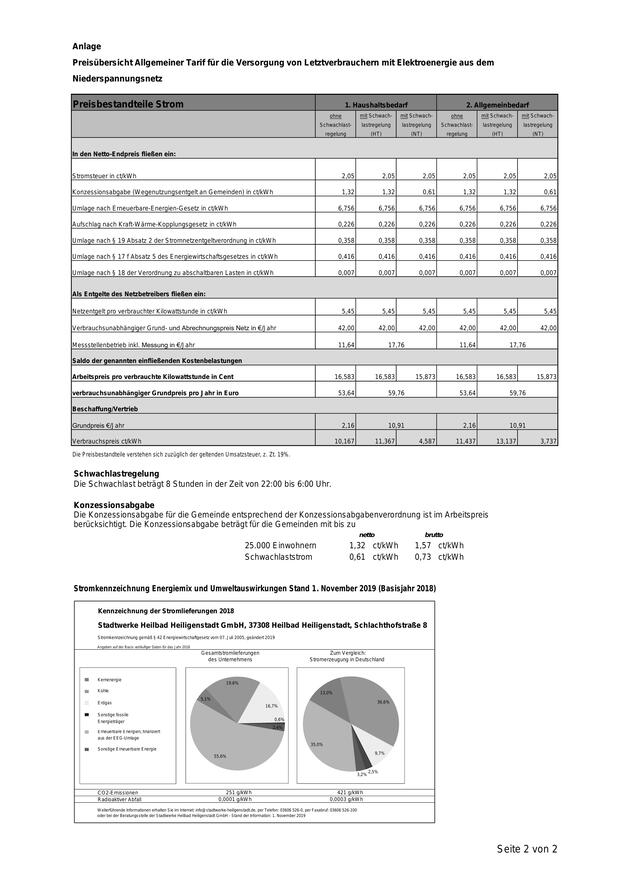 Anlage
Preisübersicht Allgemeiner Tarif für die Versorgung von Letztverbrauchern mit Elektroenergie aus dem
Niederspannungsnetz
Preisbestandteile Strom 1. Haushaltsbedarf 2. Allgemeinbedarf
ohne Schwachlast-regelung mit Schwach-lastregelung (HT) mit Schwach-lastregelung (NT) ohne Schwachlast-regelung mit Schwach-lastregelung (HT) mit Schwach-lastregelung (NT)
In den Netto-Endpreis fließen ein:
Stromsteuer in ct/kWh 2,05 2,05 2,05 2,05 2,05 2,05
Konzessionsabgabe (Wegenutzungsentgelt an Gemeinden) in ct/kWh 1,32 1,32 0,61 1,32 1,32 0,61
Umlage nach Erneuerbare-Energien-Gesetz in ct/kWh 6,756 6,756 6,756 6,756 6,756 6,756
Aufschlag nach Kraft-Wärme-Kopplungsgesetz in ct/kWh 0,226 0,226 0,226 0,226 0,226 0,226
Umlage nach § 19 Absatz 2 der Stromnetzentgeltverordnung in ct/kWh 0,358 0,358 0,358 0,358 0,358 0,358
Umlage nach § 17 f Absatz 5 des Energiewirtschaftsgesetzes in ct/kWh 0,416 0,416 0,416 0,416 0,416 0,416
Umlage nach § 18 der Verordnung zu abschaltbaren Lasten in ct/kWh 0,007 0,007 0,007 0,007 0,007 0,007
Als Entgelte des Netzbetreibers fließen ein:
Netzentgelt pro verbrauchter Kilowattstunde in ct/kWh 5,45 5,45 5,45 5,45 5,45 5,45
Verbrauchsunabhängiger Grund- und Abrechnungspreis Netz in €/Jahr 42,00 42,00 42,00 42,00 42,00 42,00
Messstellenbetrieb inkl. Messung in €/Jahr 11,64 17,76 11,64 17,76
Saldo der genannten einfließenden Kostenbelastungen
Arbeitspreis pro verbrauchte Kilowattstunde in Cent 16,583 16,583 15,873 16,583 16,583 15,873
verbrauchsunabhängiger Grundpreis pro Jahr in Euro 53,64 59,76 53,64 59,76
Beschaffung/Vertrieb
Grundpreis €/Jahr 2,16 10,91 2,16 10,91
Verbrauchspreis ct/kWh 10,167 11,367 4,587 11,437 13,137 3,737
Die Preisbestandteile verstehen sich zuzüglich der geltenden Umsatzsteuer, z. Zt. 19%.
Schwachlastregelung
Die Schwachlast beträgt 8 Stunden in der Zeit von 22:00 bis 6:00 Uhr.
Konzessionsabgabe
Die Konzessionsabgabe für die Gemeinde entsprechend der Konzessionsabgabenverordnung ist im Arbeitspreis
berücksichtigt. Die Konzessionsabgabe beträgt für die Gemeinden mit bis zu
netto brutto
25.000 Einwohnern 1,32 ct/kWh 1,57 ct/kWh
Schwachlaststrom 0,61 ct/kWh 0,73 ct/kWh
Stromkennzeichnung Energiemix und Umweltauswirkungen Stand 1. November 2019 (Basisjahr 2018)
Kennzeichnung der Stromlieferungen 2018
Stadtwerke Heilbad Heiligenstadt GmbH, 37308 Heilbad Heiligenstadt, Schlachthofstraße 8
Stromkennzeichnung gemäß § 42 Energiewirtschaftsgesetz vom 07. Juli 2005, geändert 2019
Angaben auf der Basis vorläufiger Daten für das Jahr 2018
Gesamtstromlieferungen
des Unternehmens
Zum Vergleich:
Stromerzeugung in Deutschland
Kernenergie
Kohle
Erdgas
Sonstige fossile
Energieträger
Erneuerbare Energien, finanziert
aus der EEG-Umlage
Sonstige Erneuerbare Energie
5,1%
19,6%
16,7%
0,6%
55,6%
13,0%
36,6%
9,7%
2,5%
3,2%
35,0%
CO2-Emissionen 251 g/kWh 421 g/kWh
Radioaktiver Abfall 0,0001 g/kWh 0,0003 g/kWh
Weiterführende Informationen erhalten Sie im Internet: info@stadtwerke-heiligenstadt.de, per Telefon: 03606 526-0, per Faxabruf: 03606 526-200
oder bei der Beratungsstelle der Stadtwerke Heilbad Heiligenstadt GmbH - Stand der Information: 1. November 2019
Seite 2 von 2